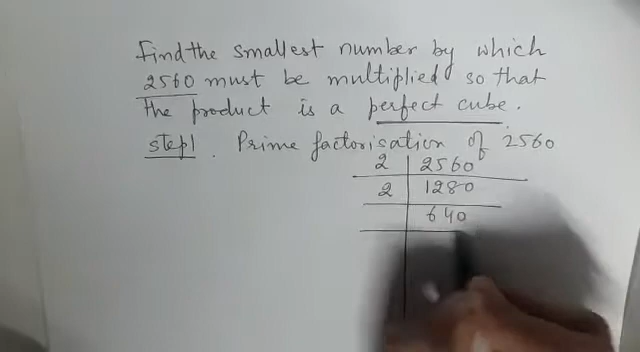 Find the smallest number by which
2560 must be multiplied so that
the product is a perfect cube.
step1. Prime factorisation of 2560
2 2560
2 1280
640